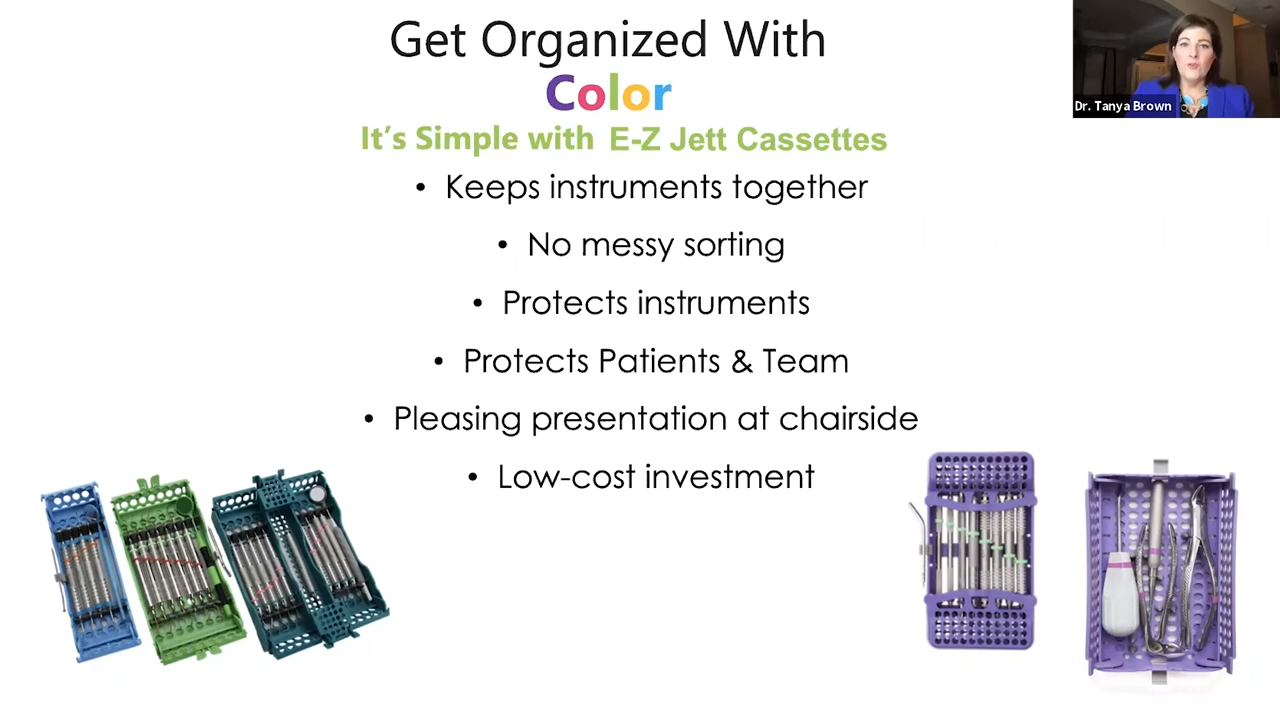 Get Organized With
Color
It's Simple with E-Z Jett Cassettes
• Keeps instruments together
• No messy sorting
• Protects instruments
• Protects Patients & Team
• Pleasing presentation at chairside
• Low-cost investment
Dr. Tanya Brown